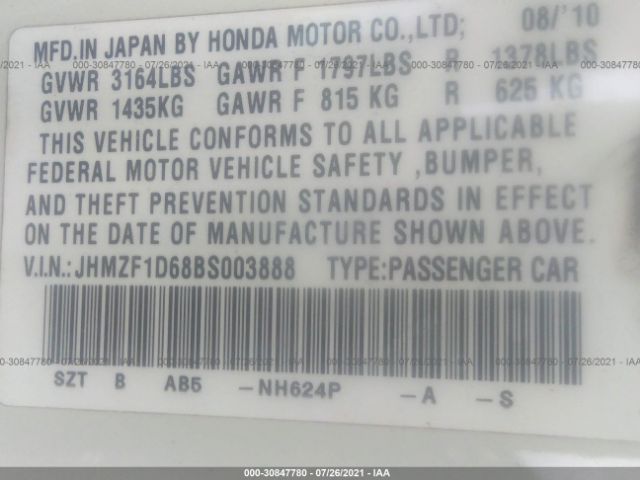 MFD.IN JAPAN BY HONDA MOTOR CO.,LTD; 08/'10
GVWR 3164LBS GAWR F 1797LBS R 1378LBS
GVWR 1435KG GAWR F 815 KG R 625 KG
THIS VEHICLE CONFORMS TO ALL APPLICABLE
FEDERAL MOTOR VEHICLE SAFETY ,BUMPER,
AND THEFT PREVENTION STANDARDS IN EFFECT
ON THE DATE OF MANUFACTURE SHOWN ABOVE.
V.I.N.:JHMZF1D68BS003888 TYPE:PASSENGER CAR
SZT B AB5 -NH624P -A -S
000-30847780 - 07/26/2021 - IAA